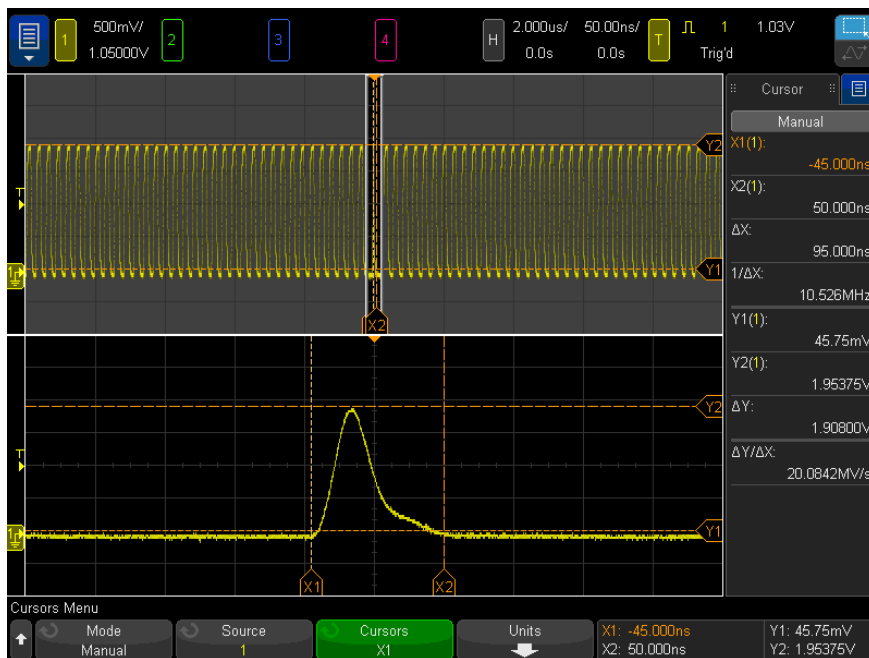 1 500mV/ 2 3 4 H 2.000us/ 50.00ns/ T 1 1.03V
1.05000V 0.0s 0.0s Trig'd
Cursor
Manual
X1(1):
-45.000ns
X2(1):
50.000ns
ΔX:
95.000ns
1/ΔX:
10.526MHz
Y1(1):
45.75mV
Y2(1):
1.95375V
ΔY:
1.90800V
ΔY/ΔX:
20.0842MV/s
Y2
T
1
Y1
X2
Y2
T
1
Y1
X1 X2
Cursors Menu
Mode Source Cursors Units X1: -45.000ns Y1: 45.75mV
Manual 1 X1 X2: 50.000ns Y2: 1.95375V